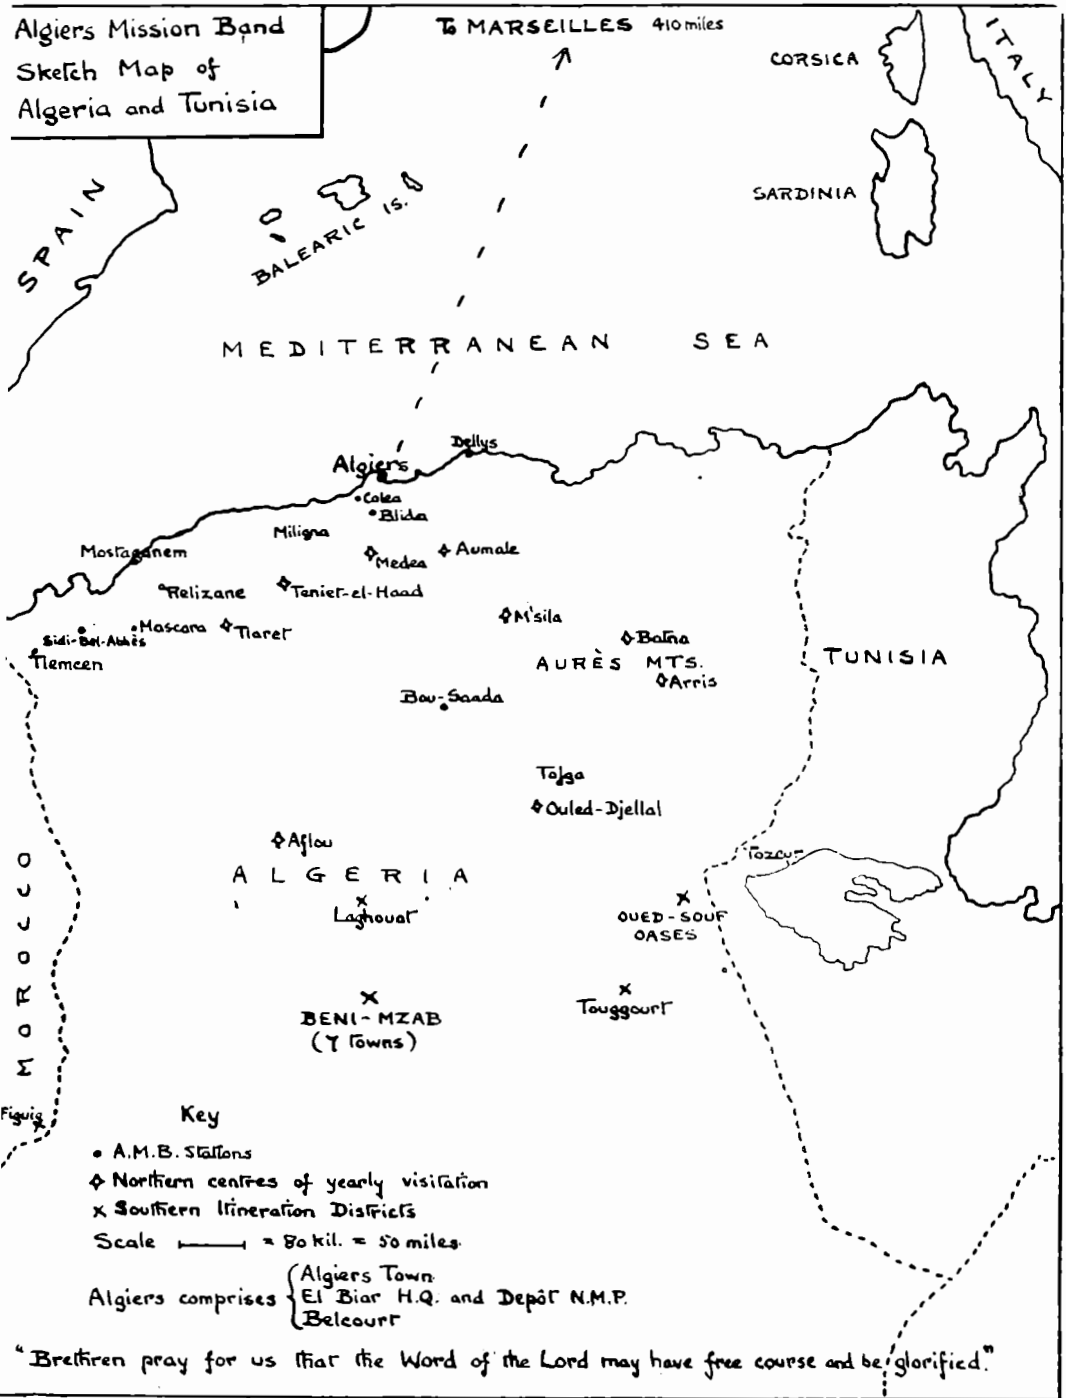 Algiers Mission Band
Sketch Map of
Algeria and Tunisia
To MARSEILLES 410 miles
CORSICA
ITALY
SARDINIA
SPAIN
BALEARIC IS.
MEDITERRANEAN SEA
Dellys
Algiers
Colea
Blida
Miligna
Mostaganem
Medea
Aumale
Relizane
Teniet-el-Haad
M'sila
Mascara
Tiaret
Sidi-Bel-Abbès
Tlemcen
Batna
AURÈS MTS.
TUNISIA
Arris
Bou-Saada
Tolga
Ouled-Djellal
Aflou
Tozeur
ALGERIA
Laghouat
OUED-SOUF
OASES
MOROCCO
BENI-MZAB
(7 towns)
Touggourt
Figuig
Key
A.M.B. Stations
Northern centres of yearly visitation
x Southern Itineration Districts
Scale = 80 kil. = 50 miles.
Algiers comprises { Algiers Town
El Biar H.Q. and Depôt N.M.P.
Belcourt
"Brethren pray for us that the Word of the Lord may have free course and be glorified."